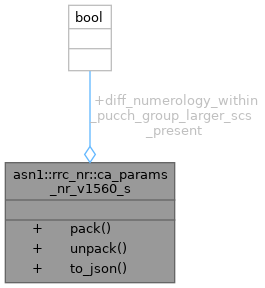 bool
+diff_numerology_within
_pucch_group_larger_scs
_present
asn1::rrc_nr::ca_params
_nr_v1560_s
+ pack()
+ unpack()
+ to_json()